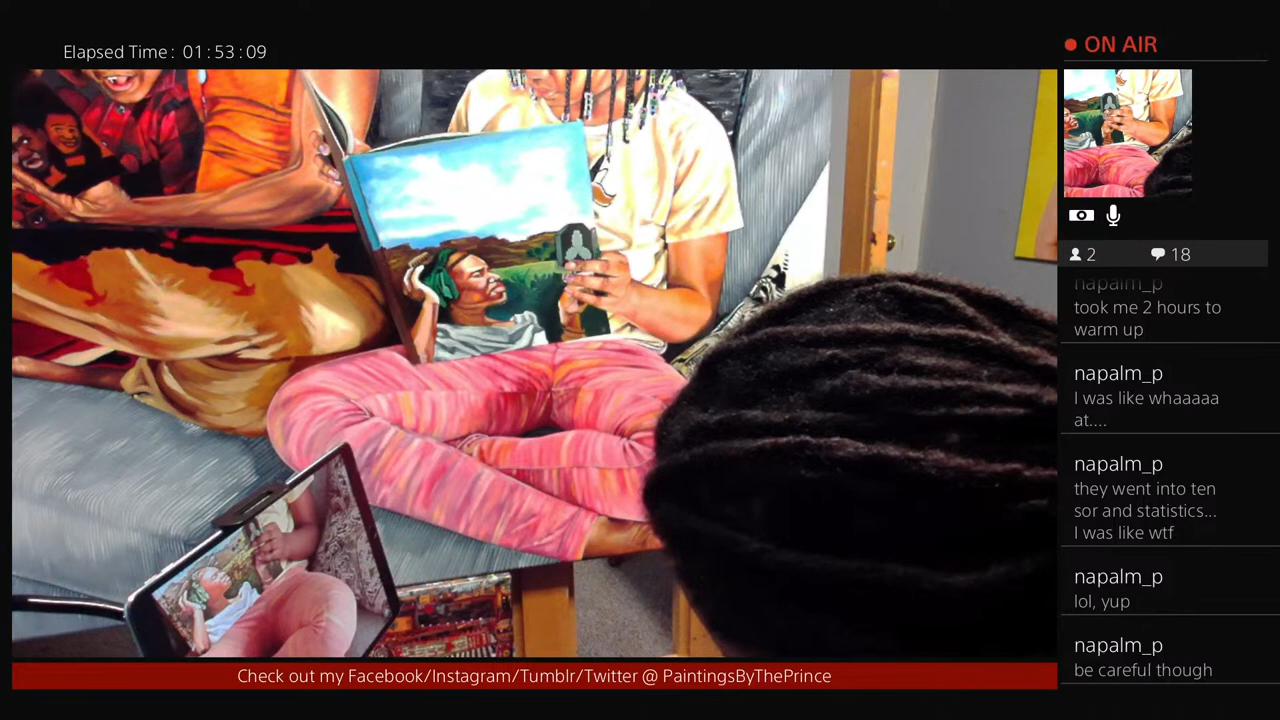 Elapsed Time: 01:53:09
ON AIR
2
18
napalm_p
took me 2 hours to
warm up
napalm_p
I was like whaaaaa
at....
napalm_p
they went into ten
sor and statistics...
I was like wtf
napalm_p
lol, yup
napalm_p
be careful though
Check out my Facebook/Instagram/Tumblr/Twitter @ PaintingsByThePrince